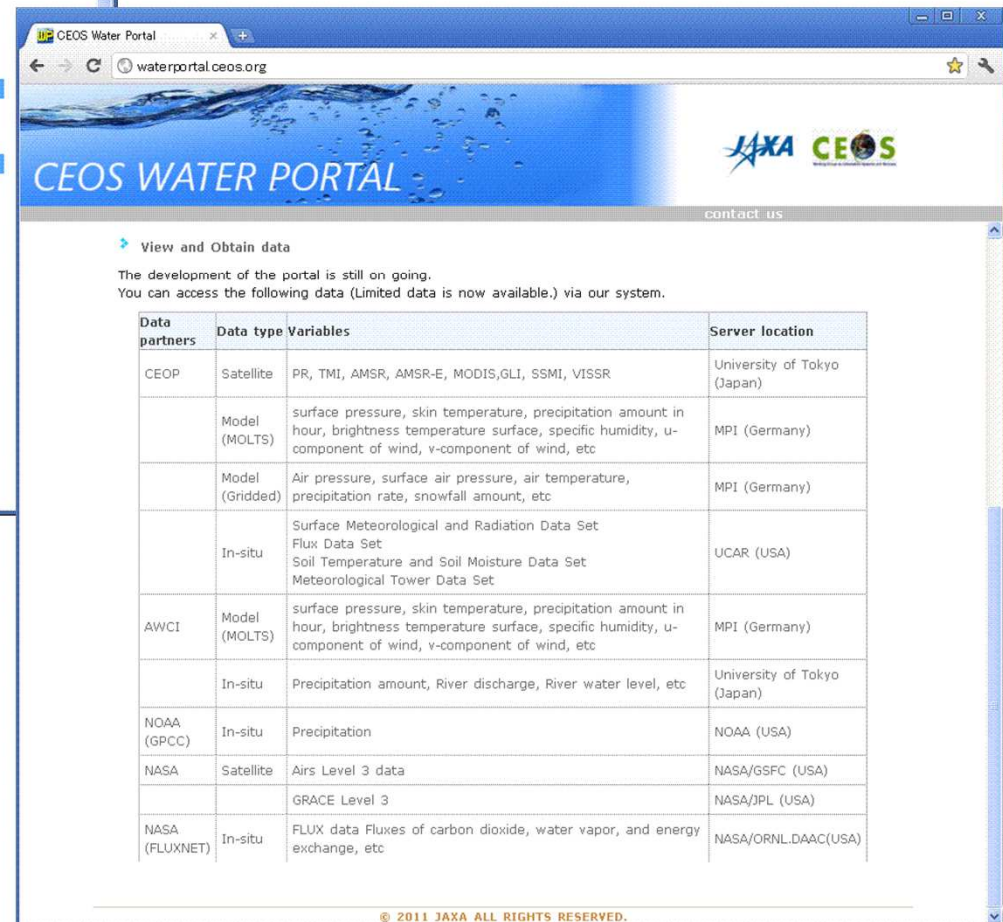 CEOS Water Portal
waterportal.ceos.org
CEOS WATER PORTAL
JAXA CEOS
contact us
View and Obtain data
The development of the portal is still on going.
You can access the following data (Limited data is now available.) via our system.
Data partners Data type Variables Server location
CEOP Satellite PR, TMI, AMSR, AMSR-E, MODIS,GLI, SSMI, VISSR University of Tokyo (Japan)
Model (MOLTS) surface pressure, skin temperature, precipitation amount in
hour, brightness temperature surface, specific humidity, u-
component of wind, v-component of wind, etc MPI (Germany)
Model (Gridded) Air pressure, surface air pressure, air temperature,
precipitation rate, snowfall amount, etc MPI (Germany)
In-situ Surface Meteorological and Radiation Data Set
Flux Data Set
Soil Temperature and Soil Moisture Data Set
Meteorological Tower Data Set UCAR (USA)
AWCI Model (MOLTS) surface pressure, skin temperature, precipitation amount in
hour, brightness temperature surface, specific humidity, u-
component of wind, v-component of wind, etc MPI (Germany)
In-situ Precipitation amount, River discharge, River water level, etc University of Tokyo (Japan)
NOAA (GPCC) In-situ Precipitation NOAA (USA)
NASA Satellite Airs Level 3 data NASA/GSFC (USA)
GRACE Level 3 NASA/JPL (USA)
NASA (FLUXNET) In-situ FLUX data Fluxes of carbon dioxide, water vapor, and energy
exchange, etc NASA/ORNL.DAAC(USA)
© 2011 JAXA ALL RIGHTS RESERVED.